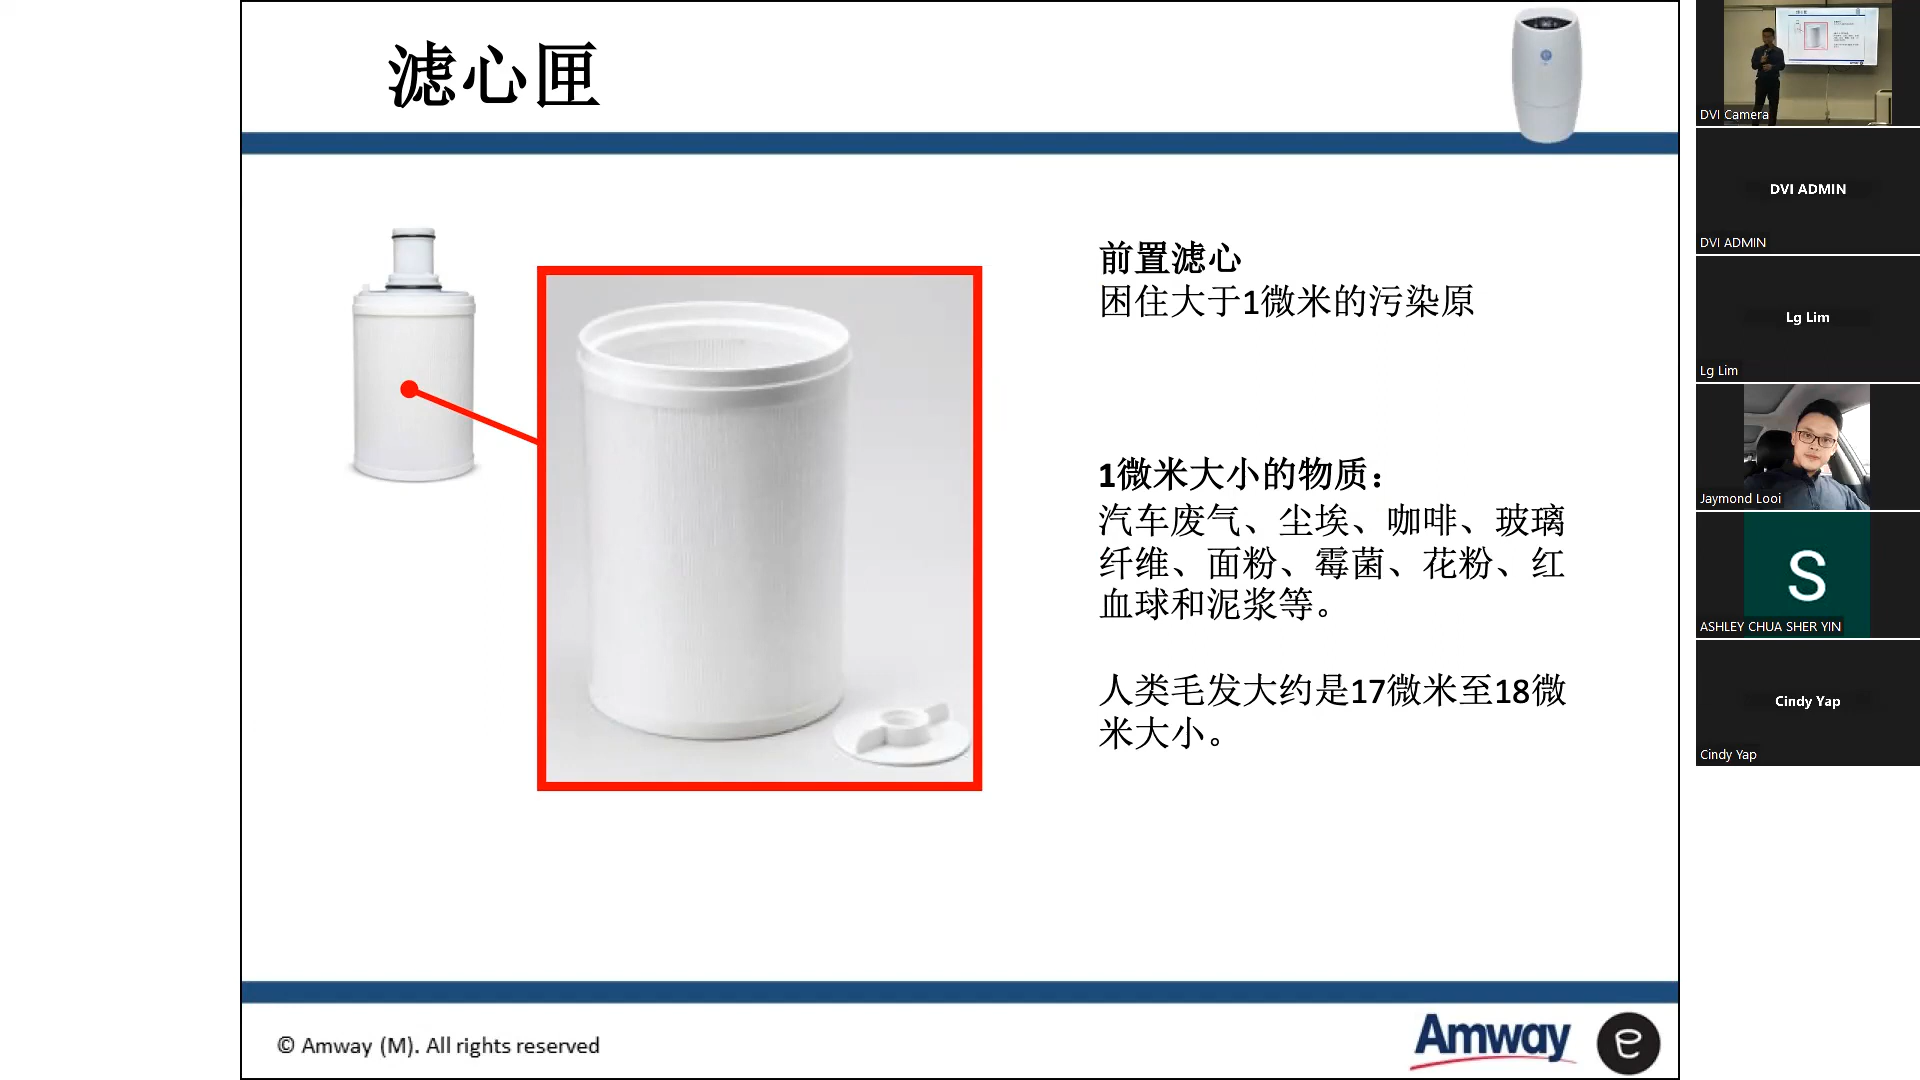 滤心匣
前置滤心
困住大于1微米的污染原
1微米大小的物质：
汽车废气、尘埃、咖啡、玻璃
纤维、面粉、霉菌、花粉、红
血球和泥浆等。
人类毛发大约是17微米至18微
米大小。
© Amway (M). All rights reserved
Amway
e
DVI Camera
DVI ADMIN
DVI ADMIN
Lg Lim
Lg Lim
Jaymond Looi
S
ASHLEY CHUA SHER YIN
Cindy Yap
Cindy Yap